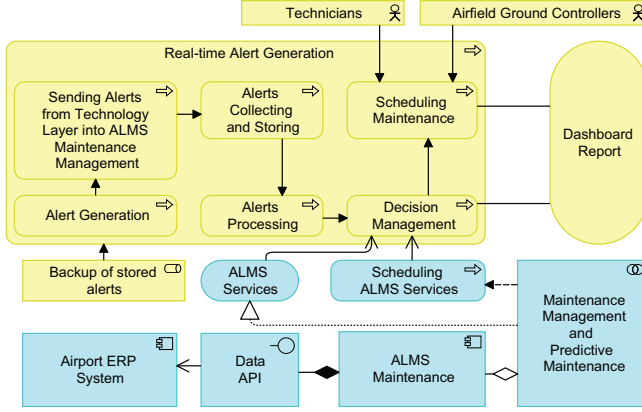 Technicians
Airfield Ground Controllers
Real-time Alert Generation
Sending Alerts
from Technology
Layer into ALMS
Maintenance
Management
Alerts
Collecting
and Storing
Scheduling
Maintenance
Dashboard
Report
Alert Generation
Alerts
Processing
Decision
Management
Backup of stored
alerts
ALMS
Services
Scheduling
ALMS Services
Maintenance
Management
and
Predictive
Maintenance
Airport ERP
System
Data
API
ALMS
Maintenance